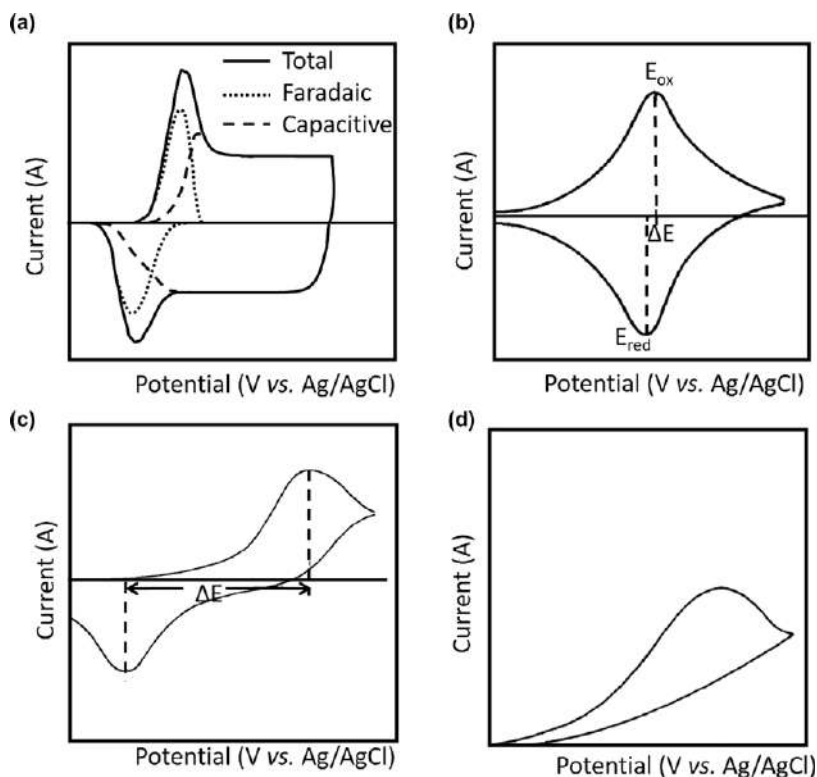 (a)
Total
Faradaic
Capacitive
Current (A)
Potential (V vs. Ag/AgCl)
(b)
E_ox
ΔE
E_red
Current (A)
Potential (V vs. Ag/AgCl)
(c)
ΔE
Current (A)
Potential (V vs. Ag/AgCl)
(d)
Current (A)
Potential (V vs. Ag/AgCl)